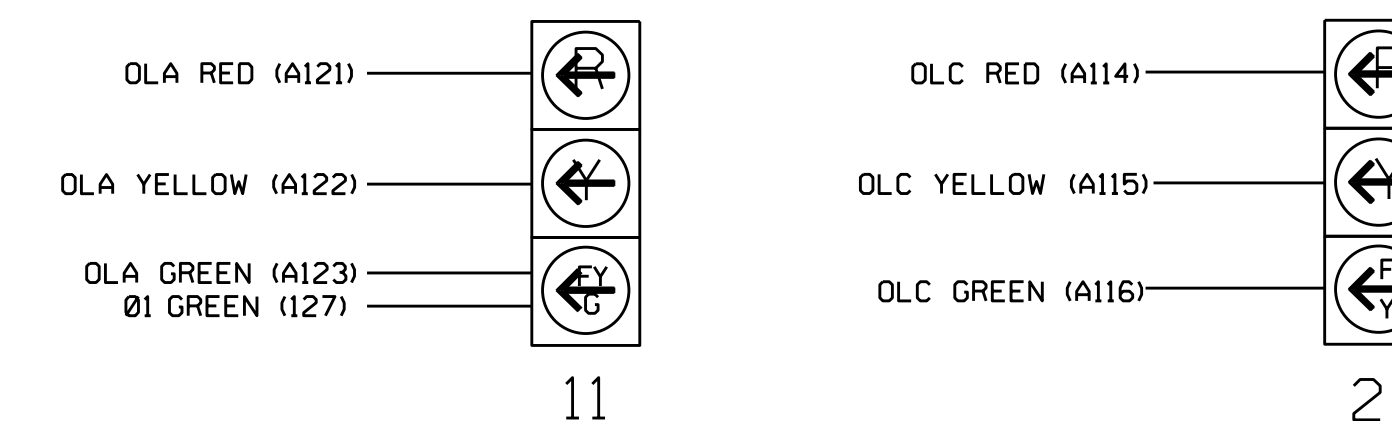 OLA RED (A121)
R
OLA YELLOW (A122)
Y
OLA GREEN (A123)
Ø1 GREEN (127)
FY
G
11
OLC RED (A114)
OLC YELLOW (A115)
Y
OLC GREEN (A116)
F
Y
2